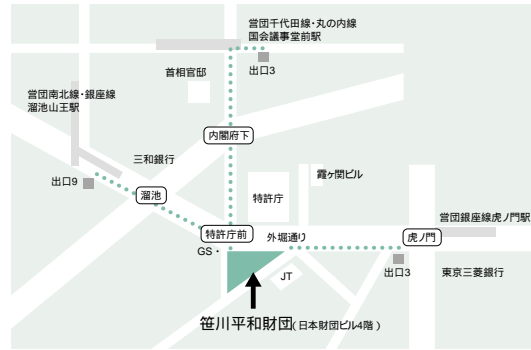 営団千代田線・丸の内線
国会議事堂前駅
首相官邸
出口3
営団南北線・銀座線
溜池山王駅
内閣府下
三和銀行
霞ヶ関ビル
出口9
溜池
特許庁
営団銀座線虎ノ門駅
特許庁前
外堀通り
虎ノ門
GS・
JT
出口3
東京三菱銀行
笹川平和財団(日本財団ビル4階)